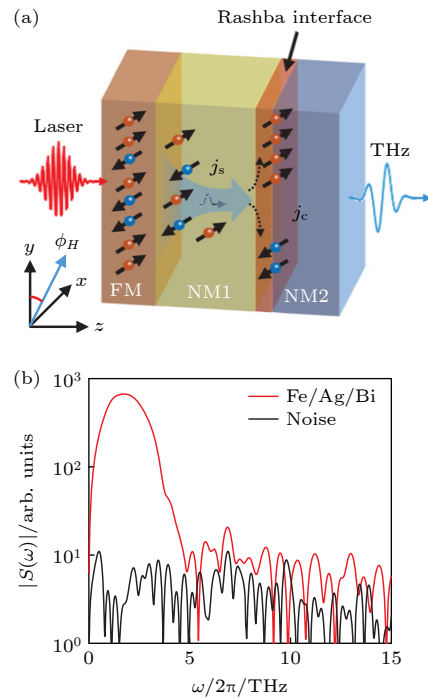 (a)
Rashba interface
Laser
THz
j_s
j_c
y
ϕ_H
x
z
FM
NM1
NM2
(b)
|S(ω)|/arb. units
10^3
10^2
10^1
10^0
Fe/Ag/Bi
Noise
0 5 10 15
ω/2π/THz